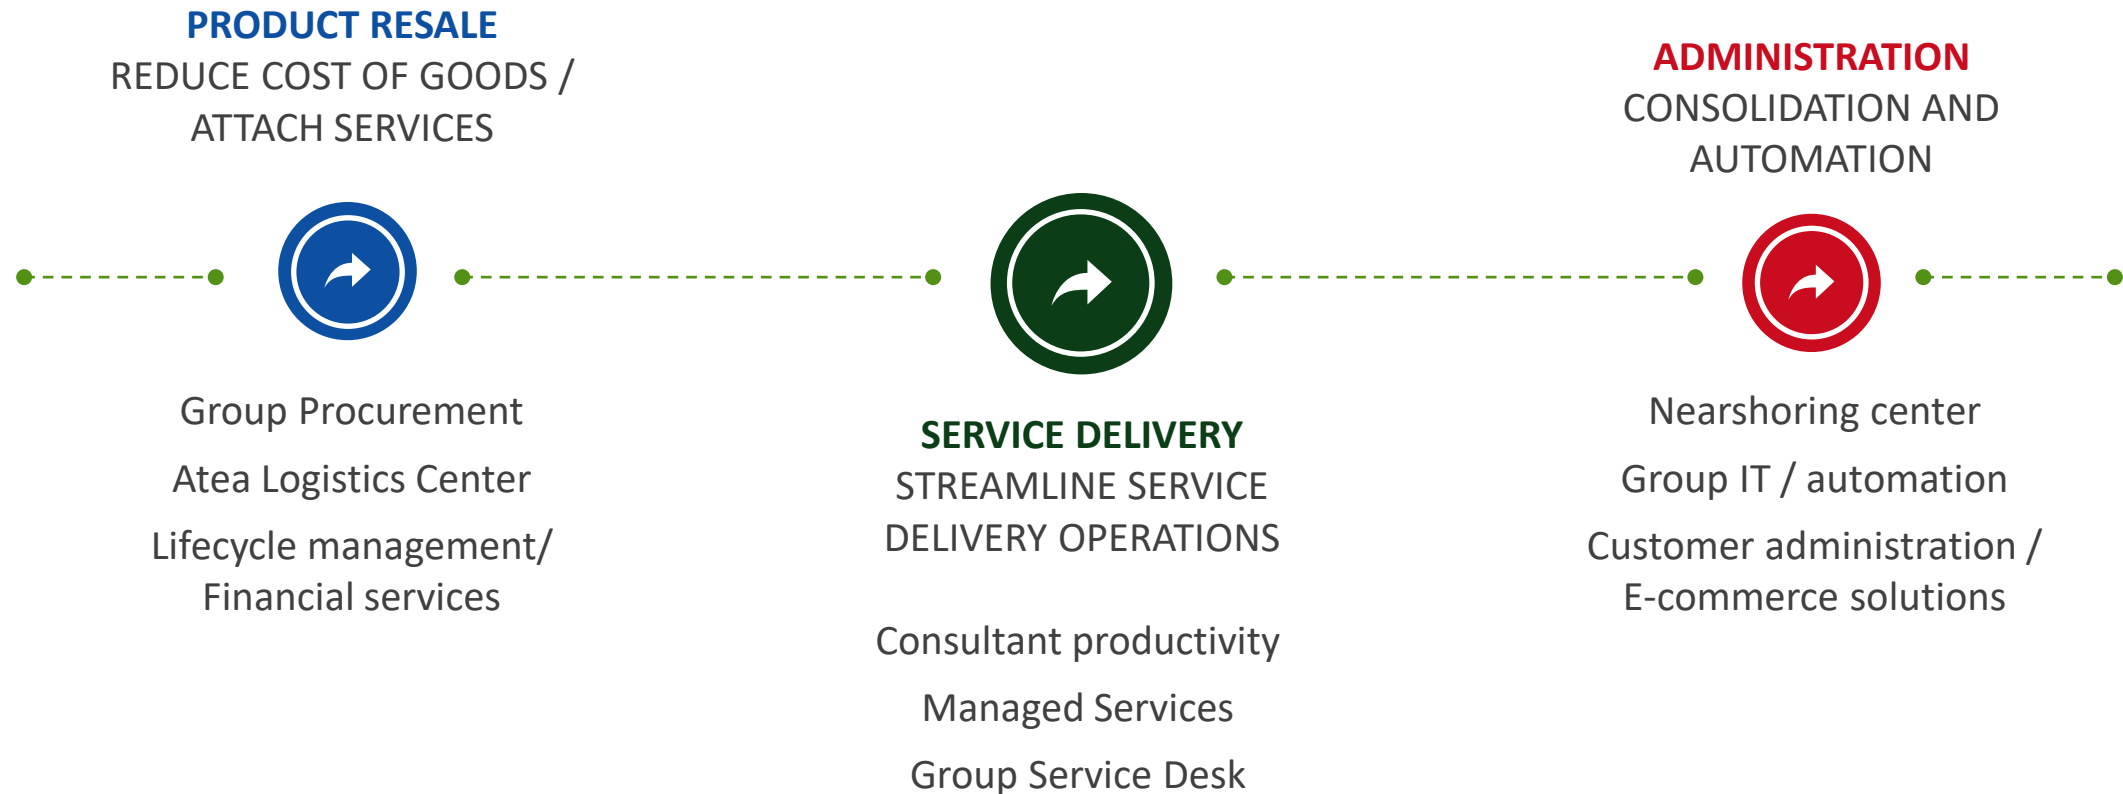 PRODUCT RESALE
REDUCE COST OF GOODS /
ATTACH SERVICES
Group Procurement
Atea Logistics Center
Lifecycle management/
Financial services
SERVICE DELIVERY
STREAMLINE SERVICE
DELIVERY OPERATIONS
Consultant productivity
Managed Services
Group Service Desk
ADMINISTRATION
CONSOLIDATION AND
AUTOMATION
Nearshoring center
Group IT / automation
Customer administration /
E-commerce solutions